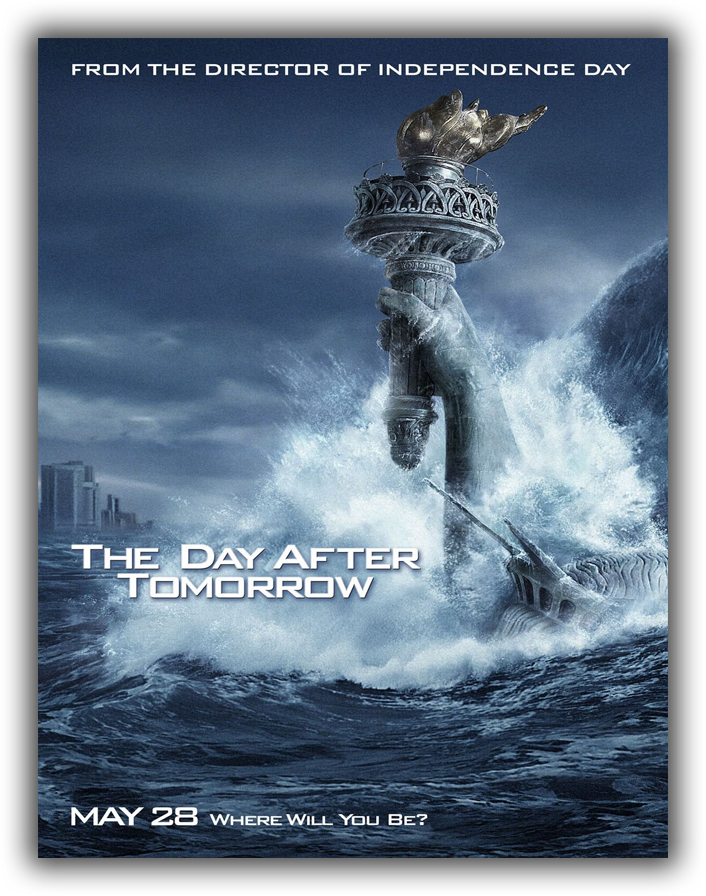 FROM THE DIRECTOR OF INDEPENDENCE DAY
THE DAY AFTER
TOMORROW
MAY 28 WHERE WILL YOU BE?